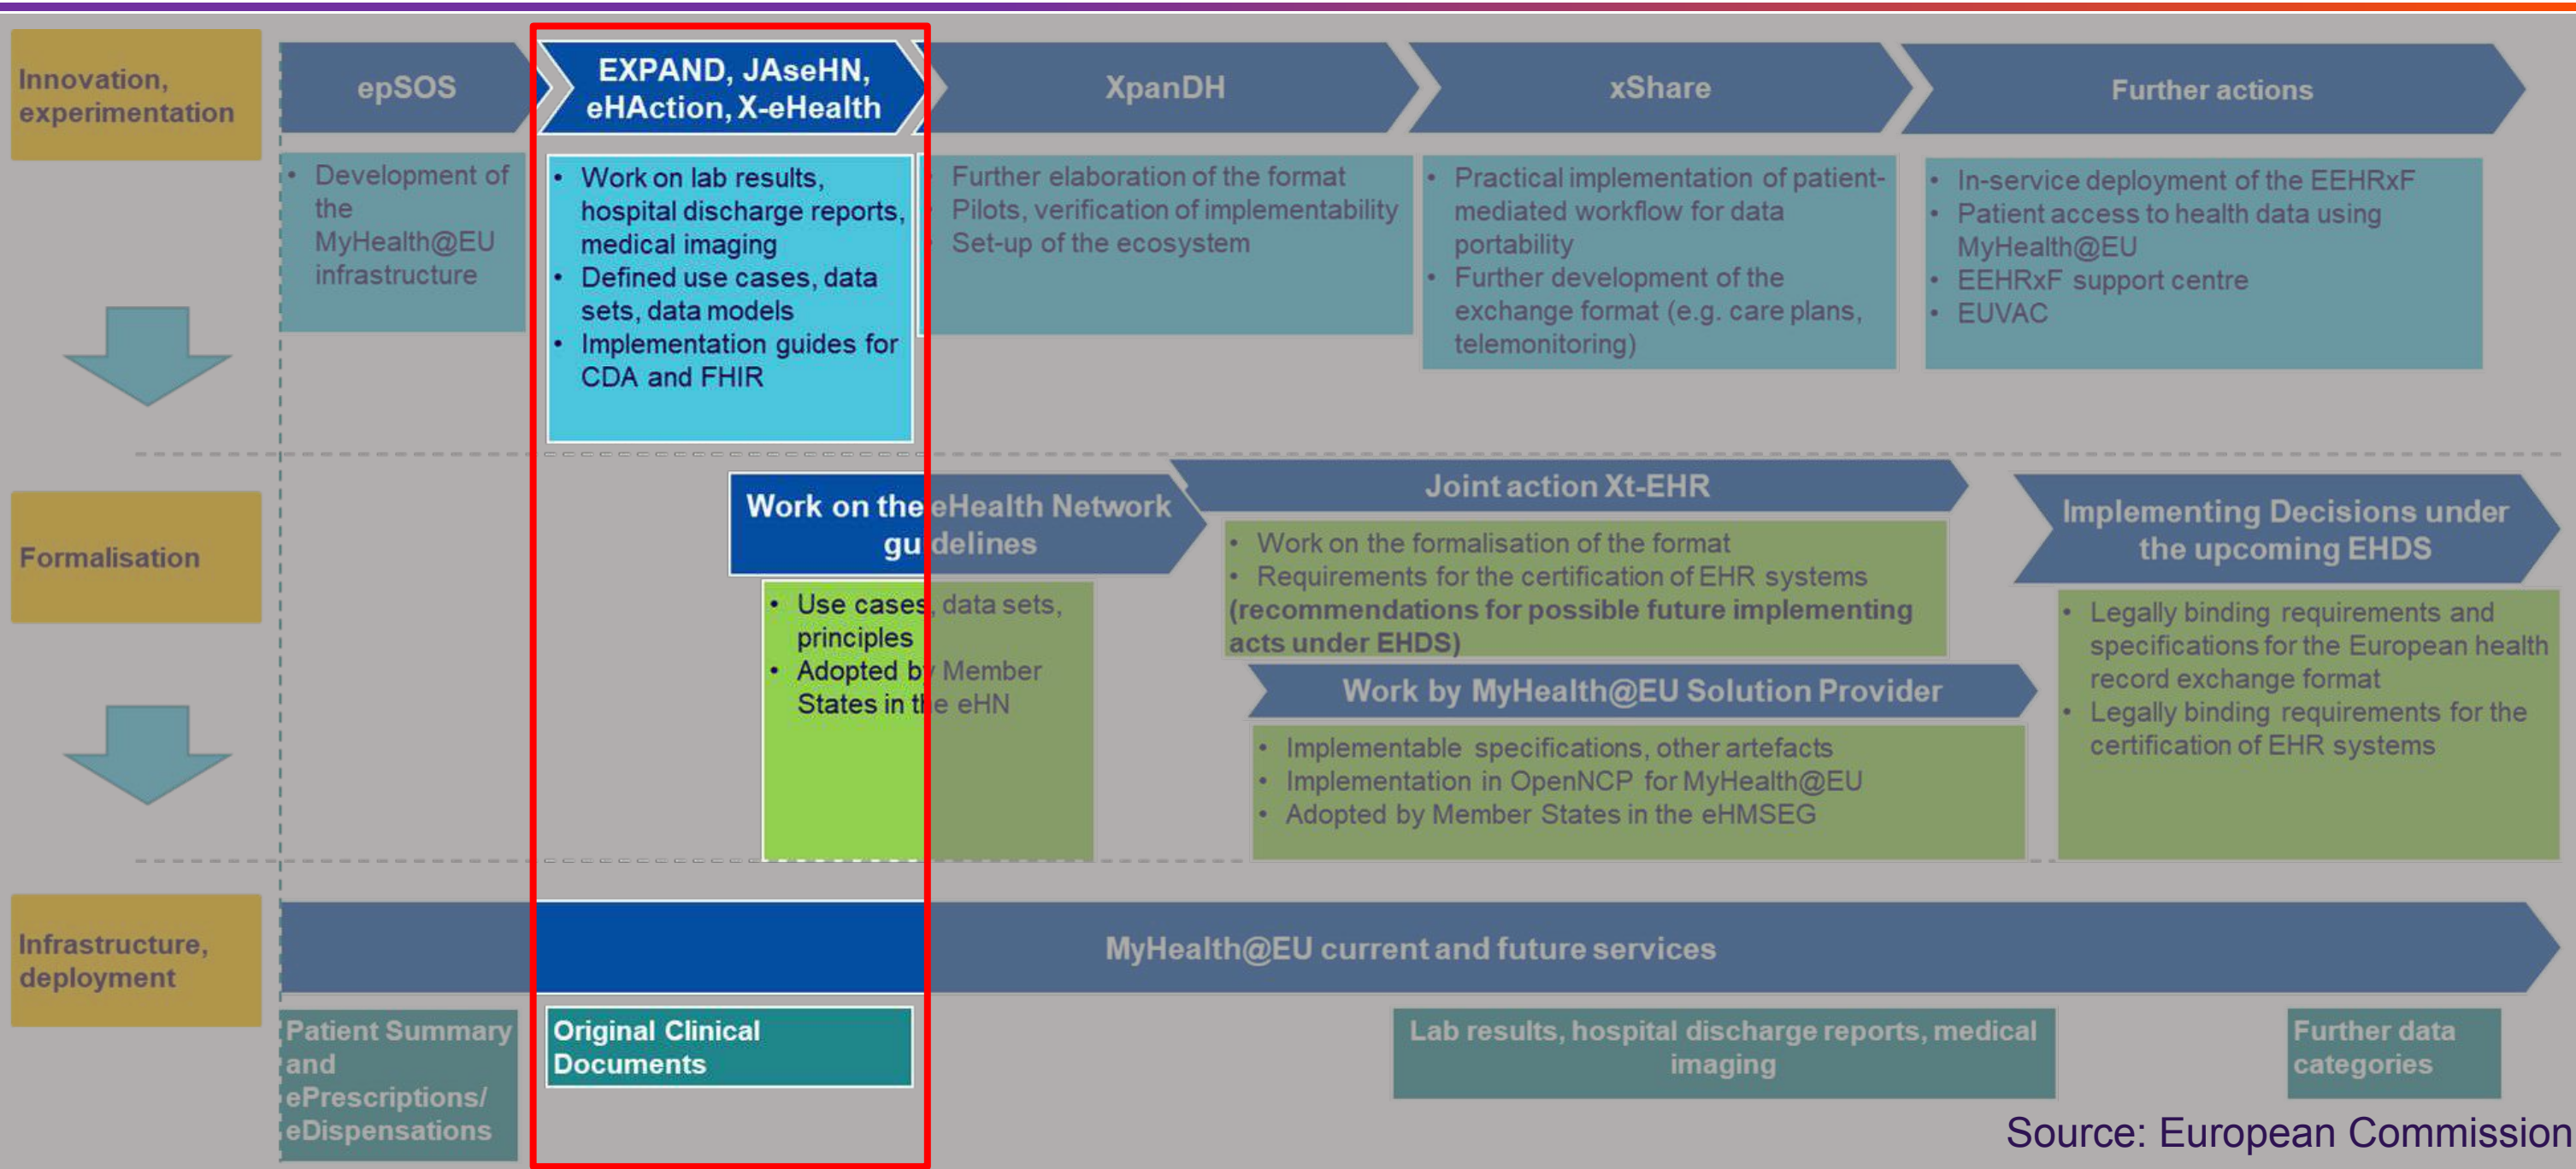 Innovation,
experimentation
epSOS
EXPAND, JAseHN,
eHAction, X-eHealth
XpanDH
xShare
Further actions
• Development of
the
MyHealth@EU
infrastructure
• Work on lab results,
hospital discharge reports,
medical imaging
• Defined use cases, data
sets, data models
• Implementation guides for
CDA and FHIR
• Further elaboration of the format
• Pilots, verification of implementability
• Set-up of the ecosystem
• Practical implementation of patient-
mediated workflow for data
portability
• Further development of the
exchange format (e.g. care plans,
telemonitoring)
• In-service deployment of the EEHRxF
• Patient access to health data using
MyHealth@EU
• EEHRxF support centre
• EUVAC
Formalisation
Work on the eHealth Network
guidelines
• Use cases, data sets,
principles
• Adopted by Member
States in the eHN
Joint action Xt-EHR
• Work on the formalisation of the format
• Requirements for the certification of EHR systems
(recommendations for possible future implementing
acts under EHDS)
Work by MyHealth@EU Solution Provider
• Implementable specifications, other artefacts
• Implementation in OpenNCP for MyHealth@EU
• Adopted by Member States in the eHMSEG
Implementing Decisions under
the upcoming EHDS
• Legally binding requirements and
specifications for the European health
record exchange format
• Legally binding requirements for the
certification of EHR systems
Infrastructure,
deployment
MyHealth@EU current and future services
Patient Summary
and
ePrescriptions/
eDispensations
Original Clinical
Documents
Lab results, hospital discharge reports, medical
imaging
Further data
categories
Source: European Commission